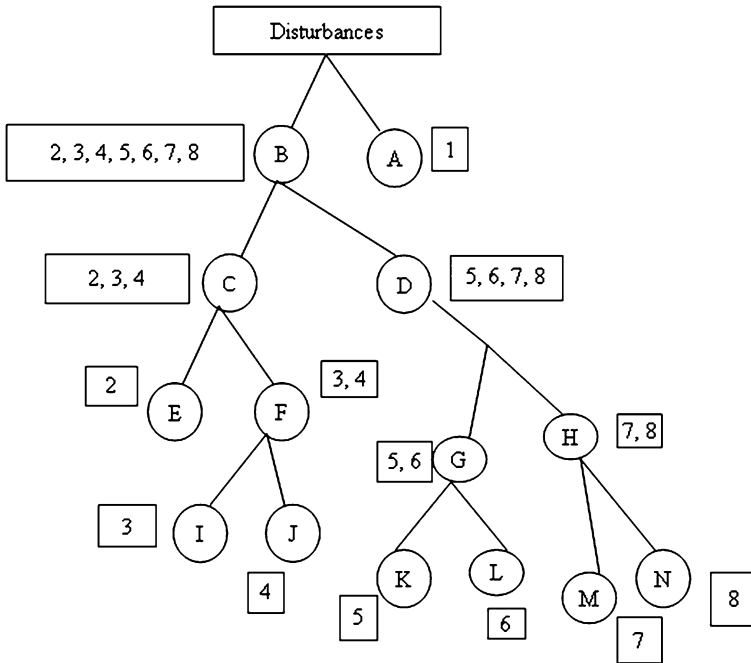 Disturbances
2, 3, 4, 5, 6, 7, 8
B
A
1
2, 3, 4
C
D
5, 6, 7, 8
2
E
F
3, 4
5, 6
G
H
7, 8
3
I
J
4
K
L
M
N
5
6
7
8